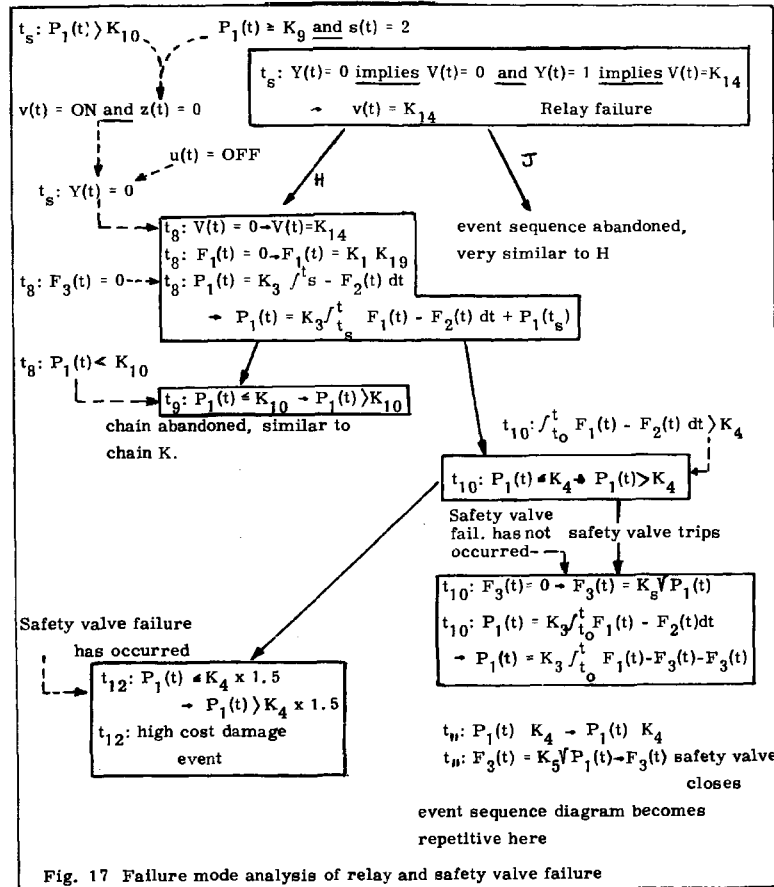 t_s: P_1(t) > K_10
P_1(t) ≥ K_9 and s(t) = 2
t_s: Y(t) = 0 implies V(t) = 0 and Y(t) = 1 implies V(t) = K_14
→ v(t) = K_14 Relay failure
v(t) = ON and z(t) = 0
u(t) = OFF
t_s: Y(t) = 0
H
J
event sequence abandoned,
very similar to H
t_8: V(t) = 0 → V(t) = K_14
t_8: F_1(t) = 0 → F_1(t) = K_1 K_19
t_8: F_3(t) = 0
t_8: P_1(t) = K_3 ∫^t s - F_2(t) dt
→ P_1(t) = K_3 ∫_{t_s}^t F_1(t) - F_2(t) dt + P_1(t_s)
t_8: P_1(t) < K_10
t_9: P_1(t) ≤ K_10 → P_1(t) > K_10
chain abandoned, similar to
chain K.
t_10: ∫_{t_o}^t F_1(t) - F_2(t) dt > K_4
t_10: P_1(t) ≤ K_4 → P_1(t) > K_4
Safety valve
fail. has not
occurred
safety valve trips
t_10: F_3(t) = 0 → F_3(t) = K_s √P_1(t)
t_10: P_1(t) = K_3 ∫_{t_o}^t F_1(t) - F_2(t)dt
→ P_1(t) = K_3 ∫_{t_o}^t F_1(t)-F_3(t)-F_3(t)
Safety valve failure
has occurred
t_12: P_1(t) ≤ K_4 x 1.5
→ P_1(t) > K_4 x 1.5
t_12: high cost damage
event
t_11: P_1(t) K_4 → P_1(t) K_4
t_11: F_3(t) = K_5 √P_1(t) → F_3(t) safety valve
closes
event sequence diagram becomes
repetitive here
Fig. 17 Failure mode analysis of relay and safety valve failure